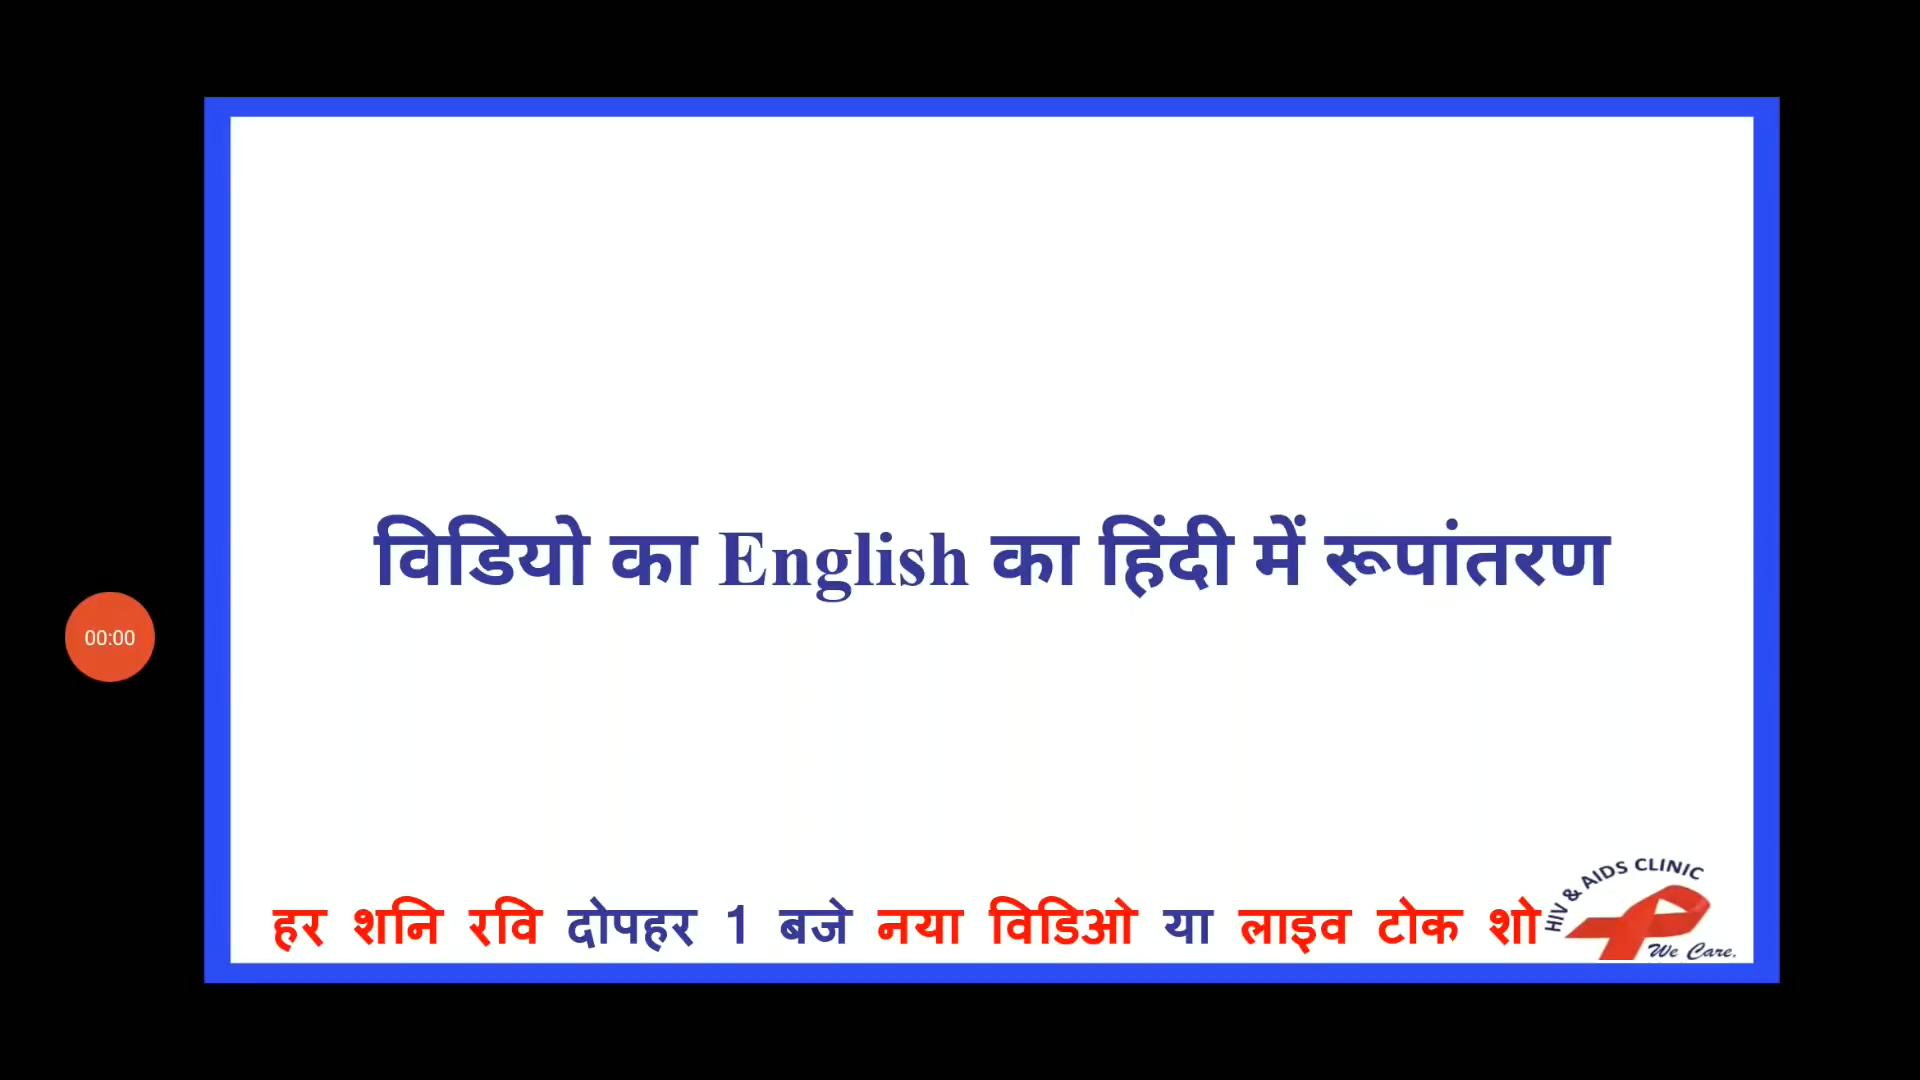 विडियो का English का हिंदी में रूपांतरण
00:00
हर शनि रवि दोपहर 1 बजे नया विडिओ या लाइव टोक शो
HIV & AIDS CLINIC
We Care.